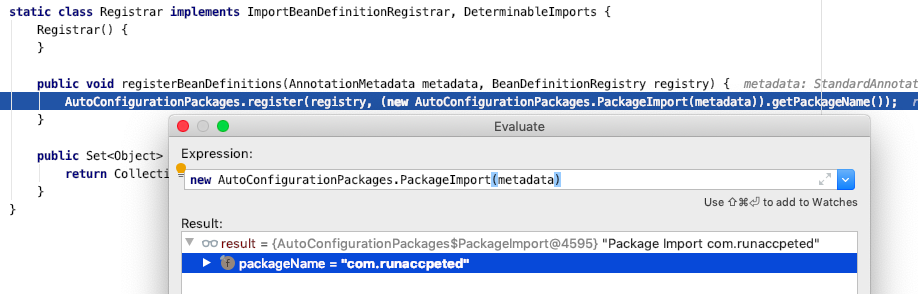 static class Registrar implements ImportBeanDefinitionRegistrar, DeterminableImports {
Registrar() {
}
public void registerBeanDefinitions(AnnotationMetadata metadata, BeanDefinitionRegistry registry) { metadata: StandardAnnotat
AutoConfigurationPackages.register(registry, (new AutoConfigurationPackages.PackageImport(metadata)).getPackageName());
}
public Set<Object>
return Collecti
}
}
Evaluate
Expression:
new AutoConfigurationPackages.PackageImport(metadata)
Use ⇧⌘⏎ to add to Watches
Result:
result = {AutoConfigurationPackages$PackageImport@4595} "Package Import com.runaccpeted"
f packageName = "com.runaccpeted"